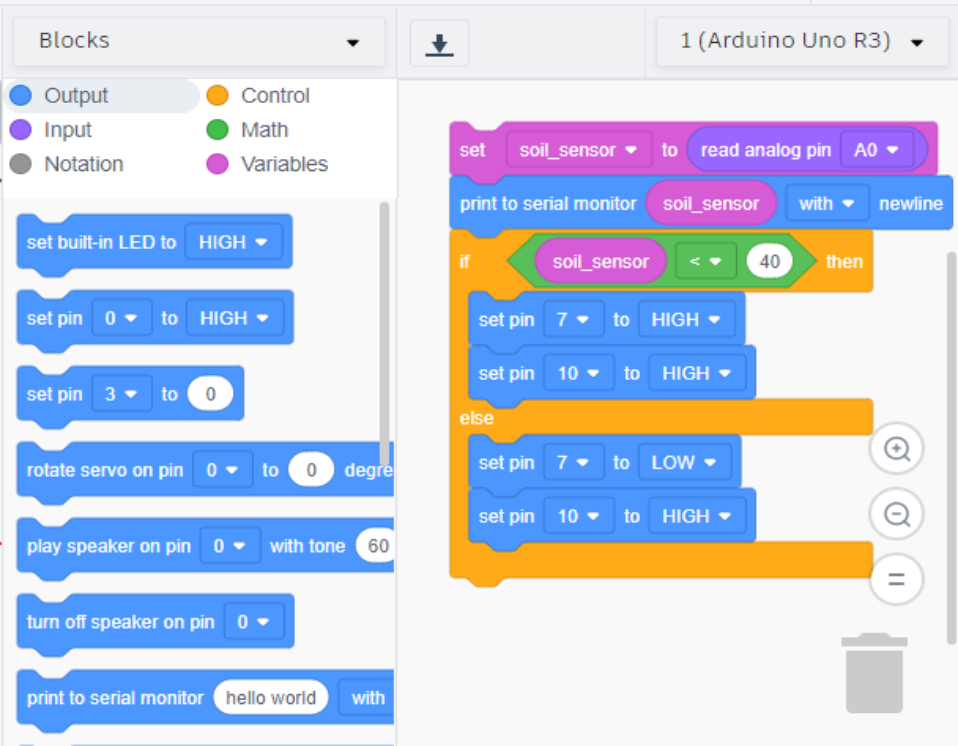 Blocks
1 (Arduino Uno R3)
Output
Control
Input
Math
Notation
Variables
set built-in LED to HIGH
set pin 0 to HIGH
set pin 3 to 0
rotate servo on pin 0 to 0 degre
play speaker on pin 0 with tone 60
turn off speaker on pin 0
print to serial monitor hello world with
set soil_sensor to read analog pin A0
print to serial monitor soil_sensor with newline
if soil_sensor < 40 then
set pin 7 to HIGH
set pin 10 to HIGH
else
set pin 7 to LOW
set pin 10 to HIGH